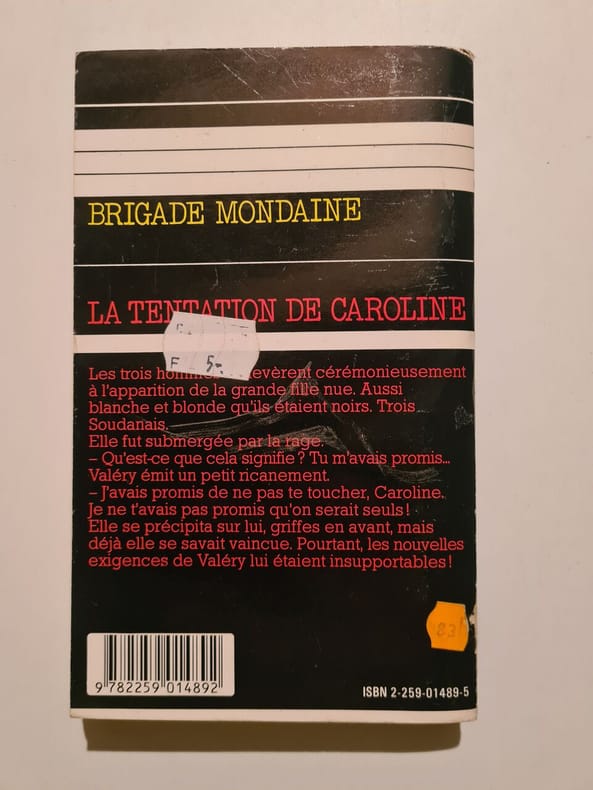 BRIGADE MONDAINE
LA TENTATION DE CAROLINE
F 5-
Les trois cérémonieusement
à l'apparition de la grande fille nue. Aussi
blanche et blonde qu'ils étaient noirs. Trois
Soudanais.
Elle fut submergée par la rage.
– Qu'est-ce que cela signifie ? Tu m'avais promis...
Valéry émit un petit ricanement.
– J'avais promis de ne pas te toucher, Caroline.
Je ne t'avais pas promis qu'on serait seuls !
Elle se précipita sur lui, griffes en avant, mais
déjà elle se savait vaincue. Pourtant, les nouvelles
exigences de Valéry lui étaient insupportables !
83
9 782259 014892
ISBN 2-259-01489-5